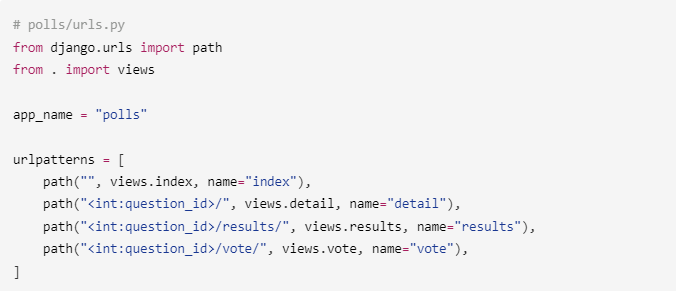 # polls/urls.py
from django.urls import path
from . import views

app_name = "polls"

urlpatterns = [
    path("", views.index, name="index"),
    path("<int:question_id>/", views.detail, name="detail"),
    path("<int:question_id>/results/", views.results, name="results"),
    path("<int:question_id>/vote/", views.vote, name="vote"),
]